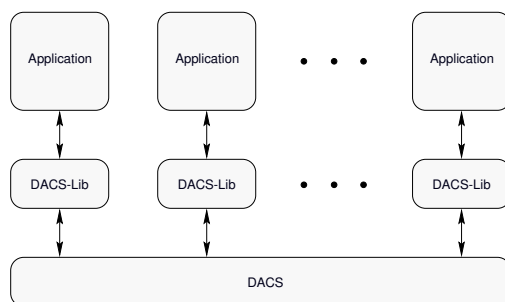 Application
Application
Application
DACS-Lib
DACS-Lib
DACS-Lib
DACS